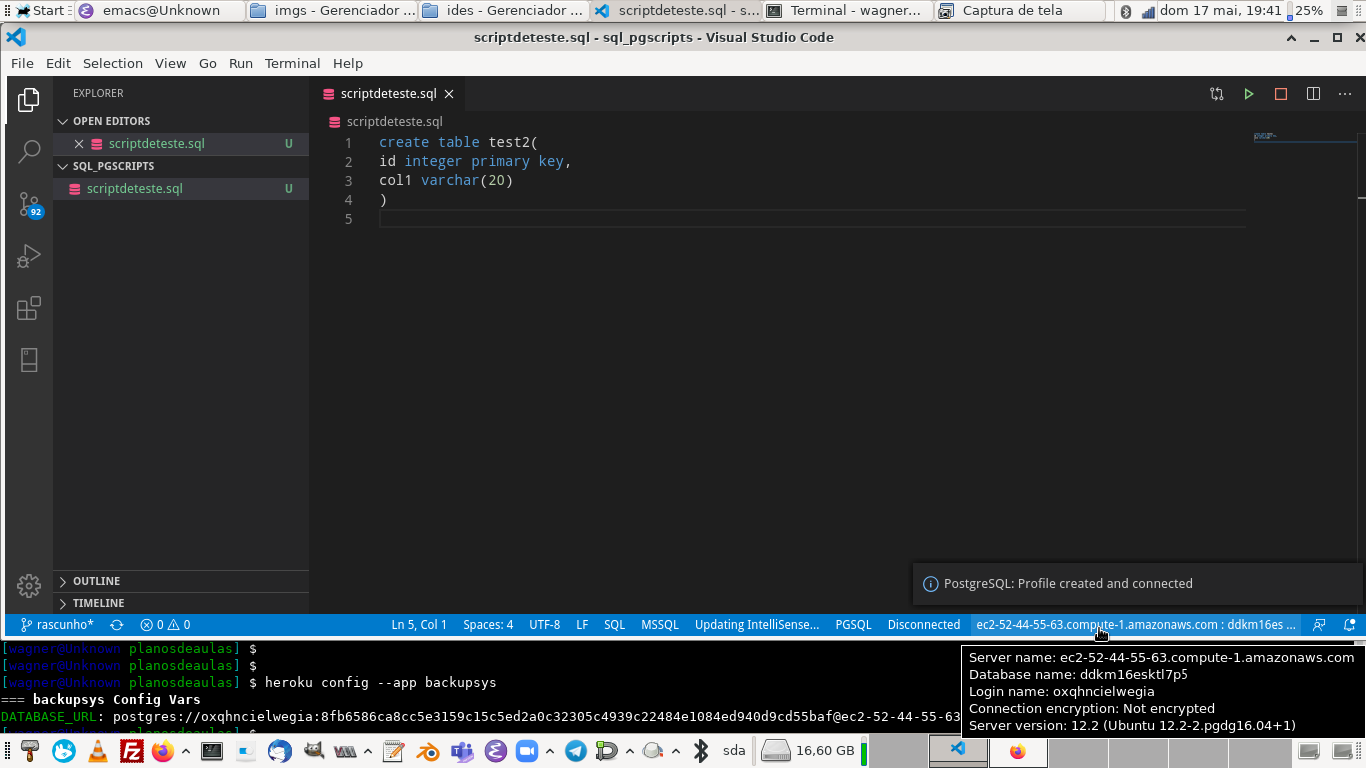 Start emacs@Unknown imgs - Gerenciador ... ides - Gerenciador ... scriptdeteste.sql - s... Terminal - wagner... Captura de tela dom 17 mai, 19:41 25%
scriptdeteste.sql - sql_pgscripts - Visual Studio Code
File Edit Selection View Go Run Terminal Help
EXPLORER
OPEN EDITORS
scriptdeteste.sql U
SQL_PGSCRIPTS
scriptdeteste.sql U
92
OUTLINE
TIMELINE
scriptdeteste.sql
scriptdeteste.sql
1 create table test2(
2 id integer primary key,
3 col1 varchar(20)
4 )
5
PostgreSQL: Profile created and connected
rascunho* 0 0 Ln 5, Col 1 Spaces: 4 UTF-8 LF SQL MSSQL Updating IntelliSense... PGSQL Disconnected ec2-52-44-55-63.compute-1.amazonaws.com : ddkm16es ...
[wagner@Unknown planosdeaulas] $
[wagner@Unknown planosdeaulas] $
[wagner@Unknown planosdeaulas] $ heroku config --app backupsys
=== backupsys Config Vars
DATABASE_URL: postgres://oxqhncielwegia:8fb6586ca8cc5e3159c15c5ed2a0c32305c4939c22484e1084ed940d9cd55baf@ec2-52-44-55-63
Server name: ec2-52-44-55-63.compute-1.amazonaws.com
Database name: ddkm16esktl7p5
Login name: oxqhncielwegia
Connection encryption: Not encrypted
Server version: 12.2 (Ubuntu 12.2-2.pgdg16.04+1)
sda 16,60 GB